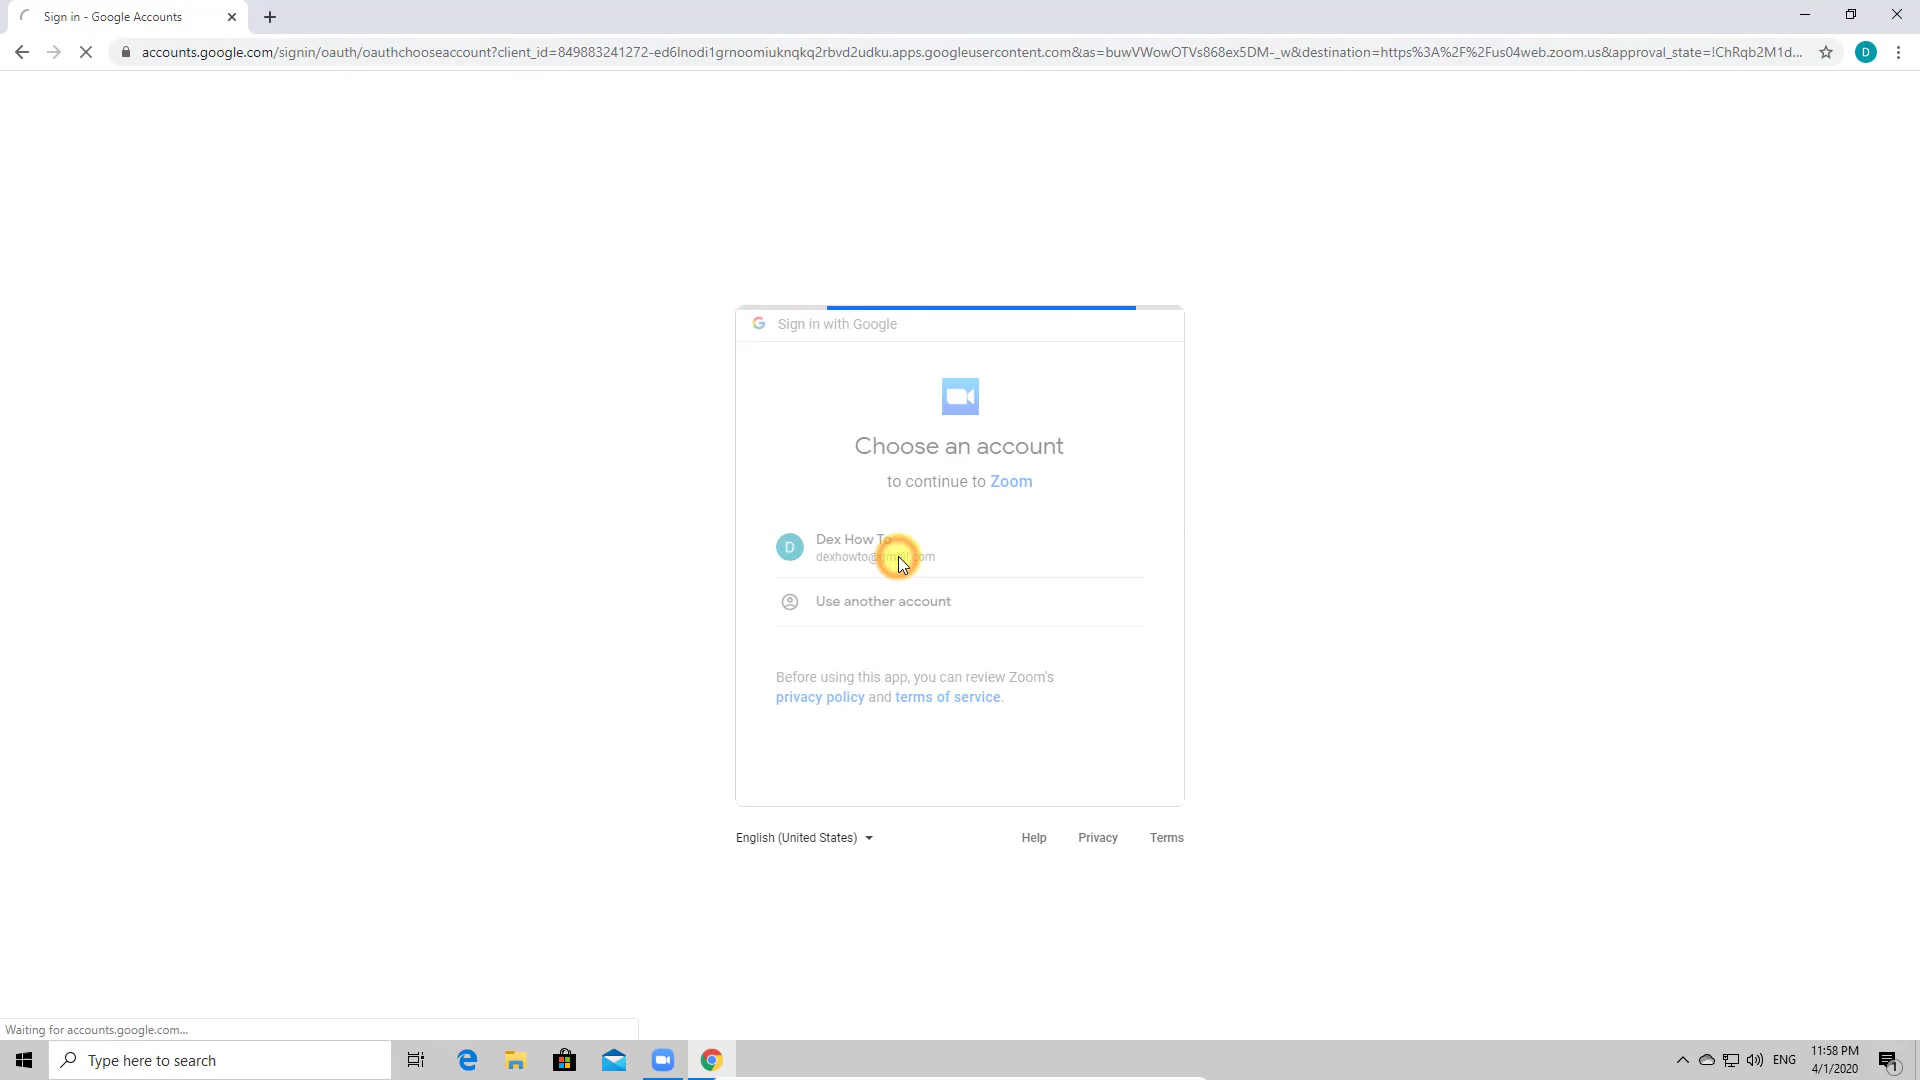 Sign in - Google Accounts
accounts.google.com/signin/oauth/oauthchooseaccount?client_id=849883241272-ed6lnodi1grnoomiuknqkq2rbvd2udku.apps.googleusercontent.com&as=buwVWowOTVs868ex5DM-_w&destination=https%3A%2F%2Fus04web.zoom.us&approval_state=!ChRqb2M1d...
D
Sign in with Google
Choose an account
to continue to Zoom
D
Dex How To
dexhowto@gmail.com
Use another account
Before using this app, you can review Zoom's
privacy policy and terms of service.
English (United States)
Help
Privacy
Terms
Waiting for accounts.google.com...
Type here to search
ENG
11:58 PM
4/1/2020
1